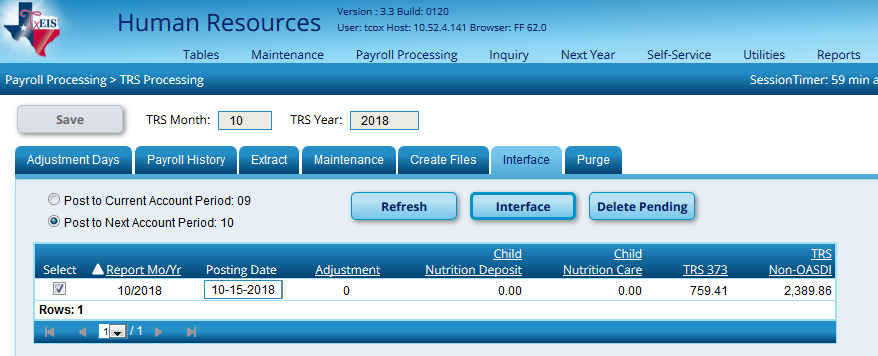 TxEIS
Human Resources
Version : 3.3 Build: 0120
User: tcox Host: 10.52.4.141 Browser: FF 62.0
Tables Maintenance Payroll Processing Inquiry Next Year Self-Service Utilities Reports
Payroll Processing > TRS Processing SessionTimer: 59 min a
Save TRS Month: 10 TRS Year: 2018
Adjustment Days Payroll History Extract Maintenance Create Files Interface Purge
Post to Current Account Period: 09
Post to Next Account Period: 10
Refresh Interface Delete Pending
Select Report Mo/Yr Posting Date Adjustment Child Nutrition Deposit Child Nutrition Care TRS 373 TRS Non-OASDI
10/2018 10-15-2018 0 0.00 0.00 759.41 2,389.86
Rows: 1
1 / 1